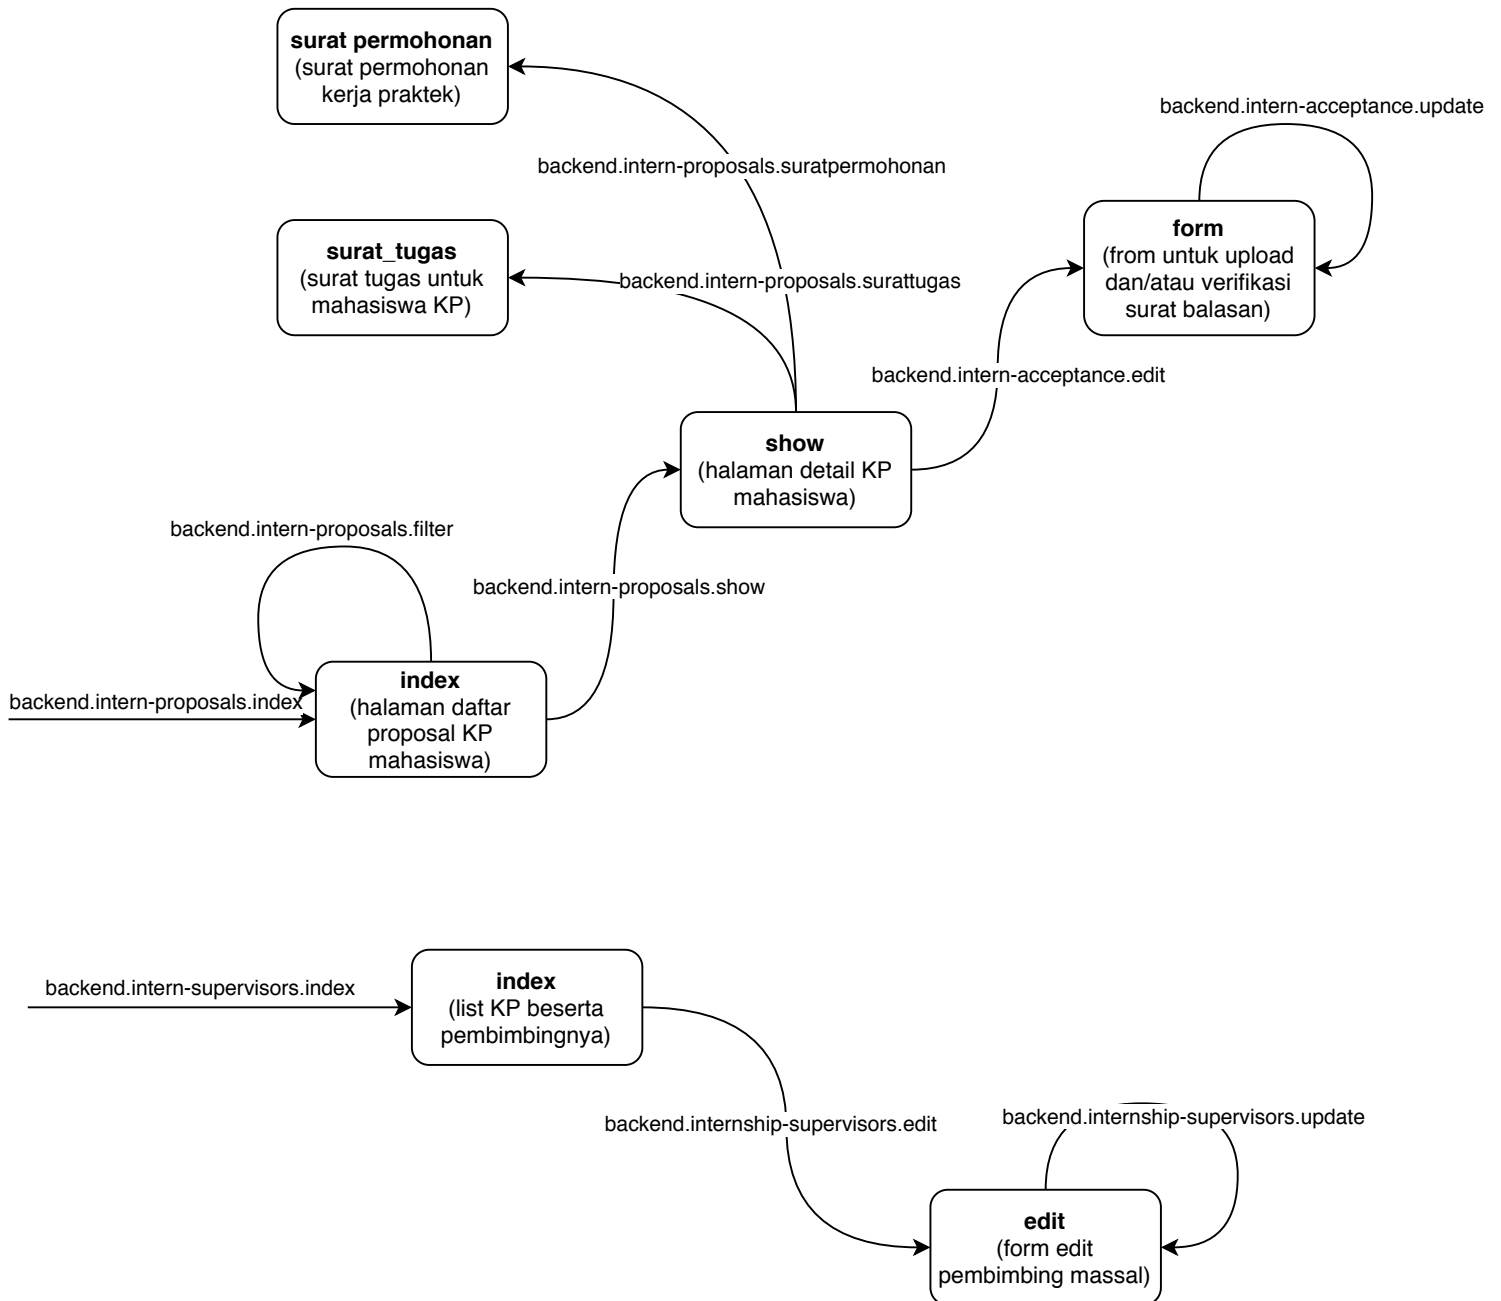 surat permohonan
(surat permohonan
kerja praktek)
backend.intern-acceptance.update
backend.intern-proposals.suratpermohonan
surat_tugas
(surat tugas untuk
mahasiswa KP)
backend.intern-proposals.surattugas
form
(from untuk upload
dan/atau verifikasi
surat balasan)
backend.intern-acceptance.edit
show
(halaman detail KP
mahasiswa)
backend.intern-proposals.filter
backend.intern-proposals.show
backend.intern-proposals.index
index
(halaman daftar
proposal KP
mahasiswa)
backend.intern-supervisors.index
index
(list KP beserta
pembimbingnya)
backend.internship-supervisors.edit
backend.internship-supervisors.update
edit
(form edit
pembimbing massal)